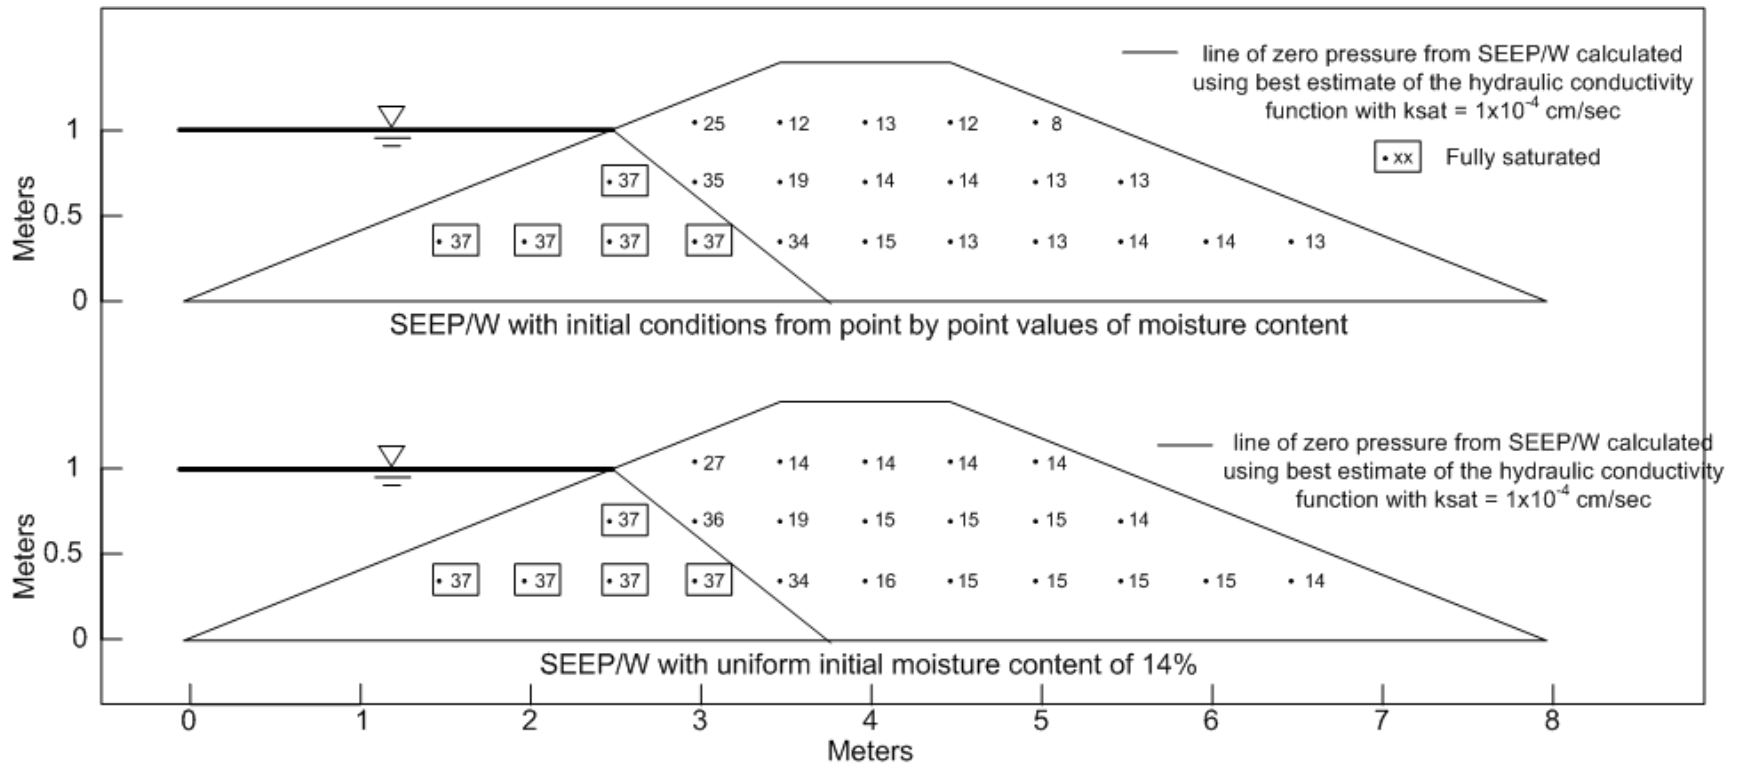 line of zero pressure from SEEP/W calculated
using best estimate of the hydraulic conductivity
function with ksat = 1x10⁻⁴ cm/sec
• xx Fully saturated
Meters
1
0.5
0
• 25 • 12 • 13 • 12 • 8
• 37 • 35 • 19 • 14 • 14 • 13 • 13
• 37 • 37 • 37 • 37 • 34 • 15 • 13 • 13 • 14 • 14 • 13
SEEP/W with initial conditions from point by point values of moisture content
line of zero pressure from SEEP/W calculated
using best estimate of the hydraulic conductivity
function with ksat = 1x10⁻⁴ cm/sec
Meters
1
0.5
0
• 27 • 14 • 14 • 14 • 14
• 37 • 36 • 19 • 15 • 15 • 15 • 14
• 37 • 37 • 37 • 37 • 34 • 16 • 15 • 15 • 15 • 15 • 14
SEEP/W with uniform initial moisture content of 14%
0 1 2 3 4 5 6 7 8
Meters